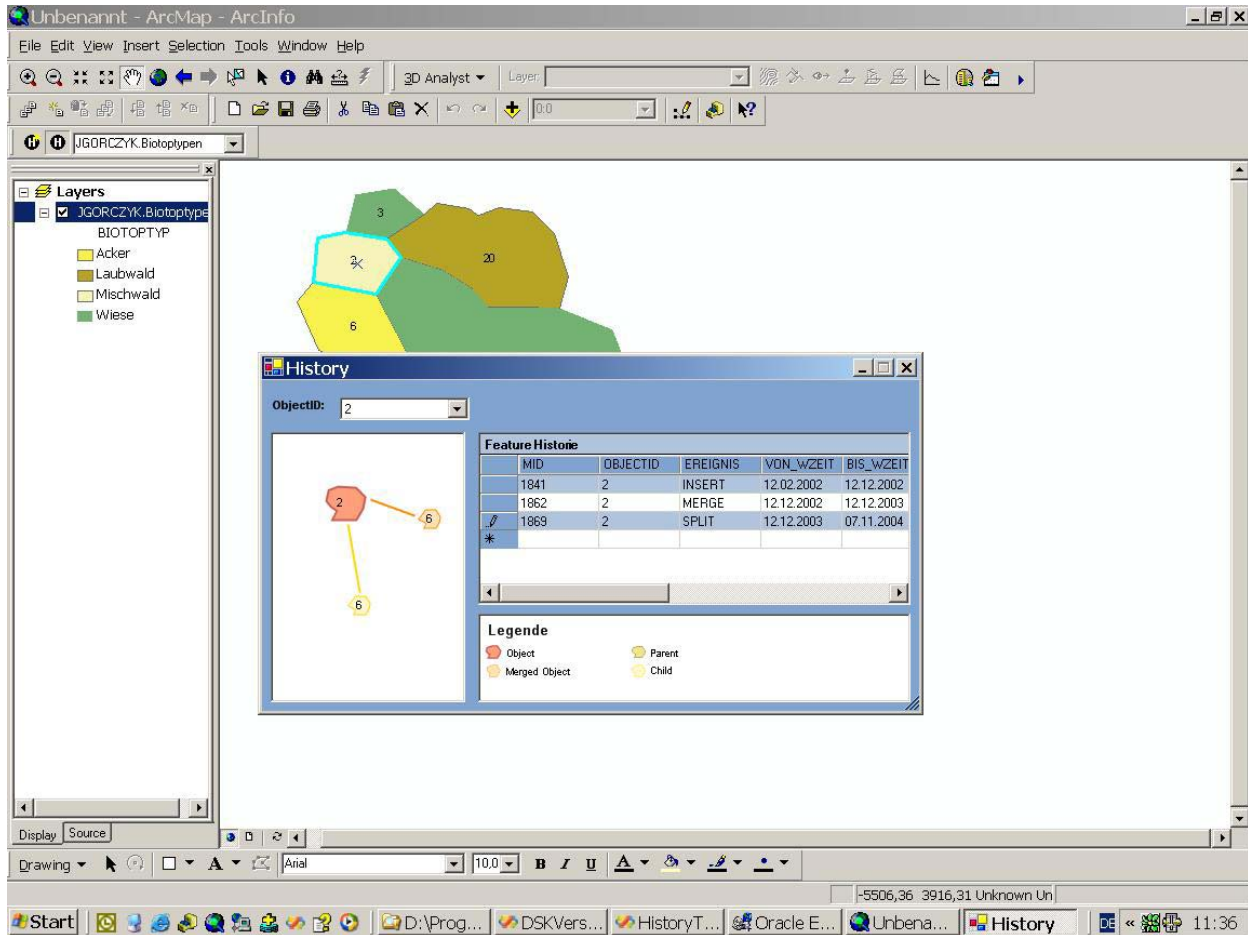 Unbenannt - ArcMap - ArcInfo
File Edit View Insert Selection Tools Window Help
3D Analyst Layer:
0:0
JGORCZYK.Biotoptypen
Layers
JGORCZYK.Biotoptype
BIOTOPTYP
Acker
Laubwald
Mischwald
Wiese
3
20
2
6
History
ObjectID: 2
2
6
6
Feature Historie
MID OBJECTID EREIGNIS VON_WZEIT BIS_WZEIT
1841 2 INSERT 12.02.2002 12.12.2002
1862 2 MERGE 12.12.2002 12.12.2003
1869 2 SPLIT 12.12.2003 07.11.2004
Legende
Object Parent
Merged Object Child
Display Source
Drawing A Arial 10,0 B I U A
-5506,36 3916,31 Unknown Un
Start D:\Prog... DSKVers... HistoryT... Oracle E... Unbena... History DE « 11:36